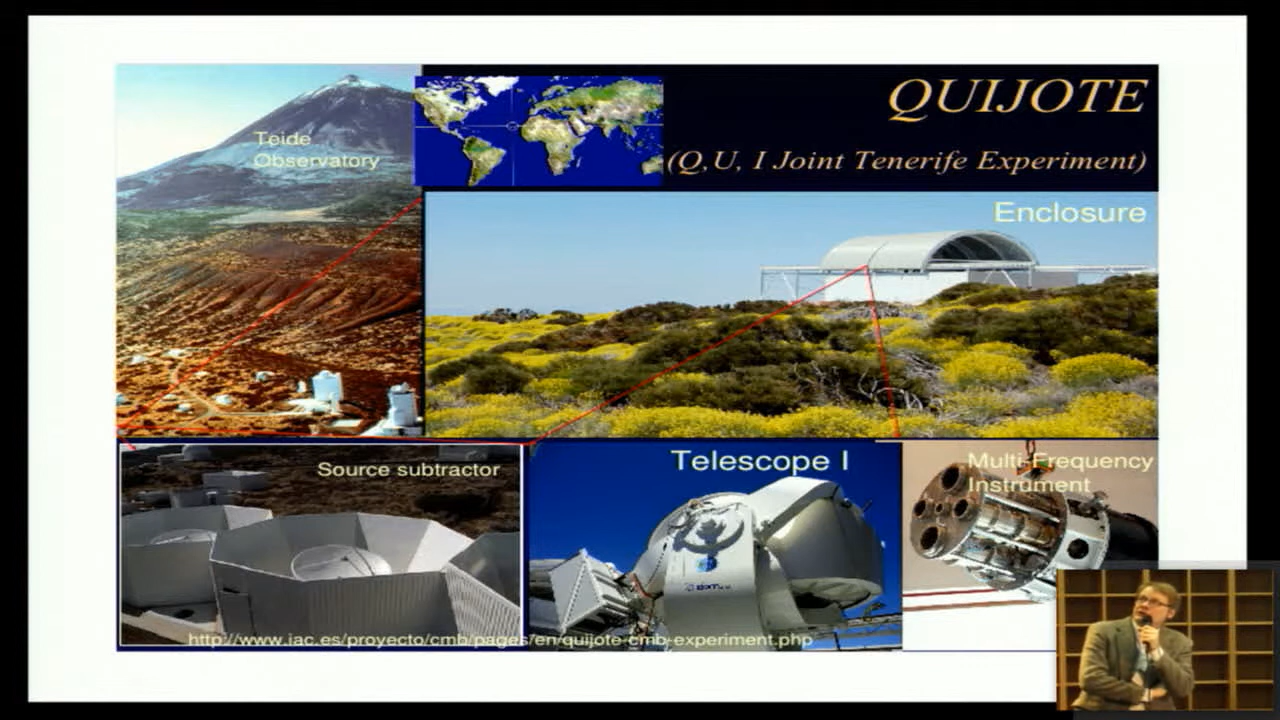 QUIJOTE
(Q,U, I Joint Tenerife Experiment)
Teide
Observatory
Enclosure
Source subtractor
Telescope I
Multi-Frequency
Instrument
http://www.iac.es/proyecto/cmb/pages/en/quijote-cmb-experiment.php